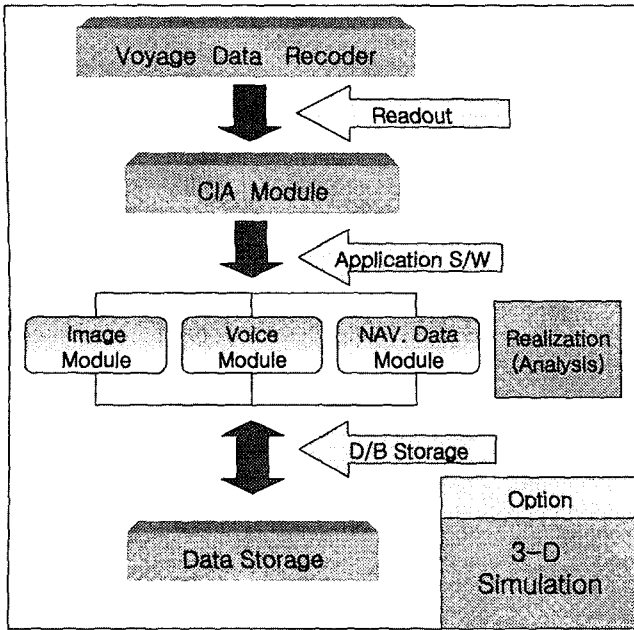 Voyage Data Recoder
Readout
CIA Module
Application S/W
Image
Module
Voice
Module
NAV. Data
Module
Realization
(Analysis)
D/B Storage
Data Storage
Option
3-D
Simulation